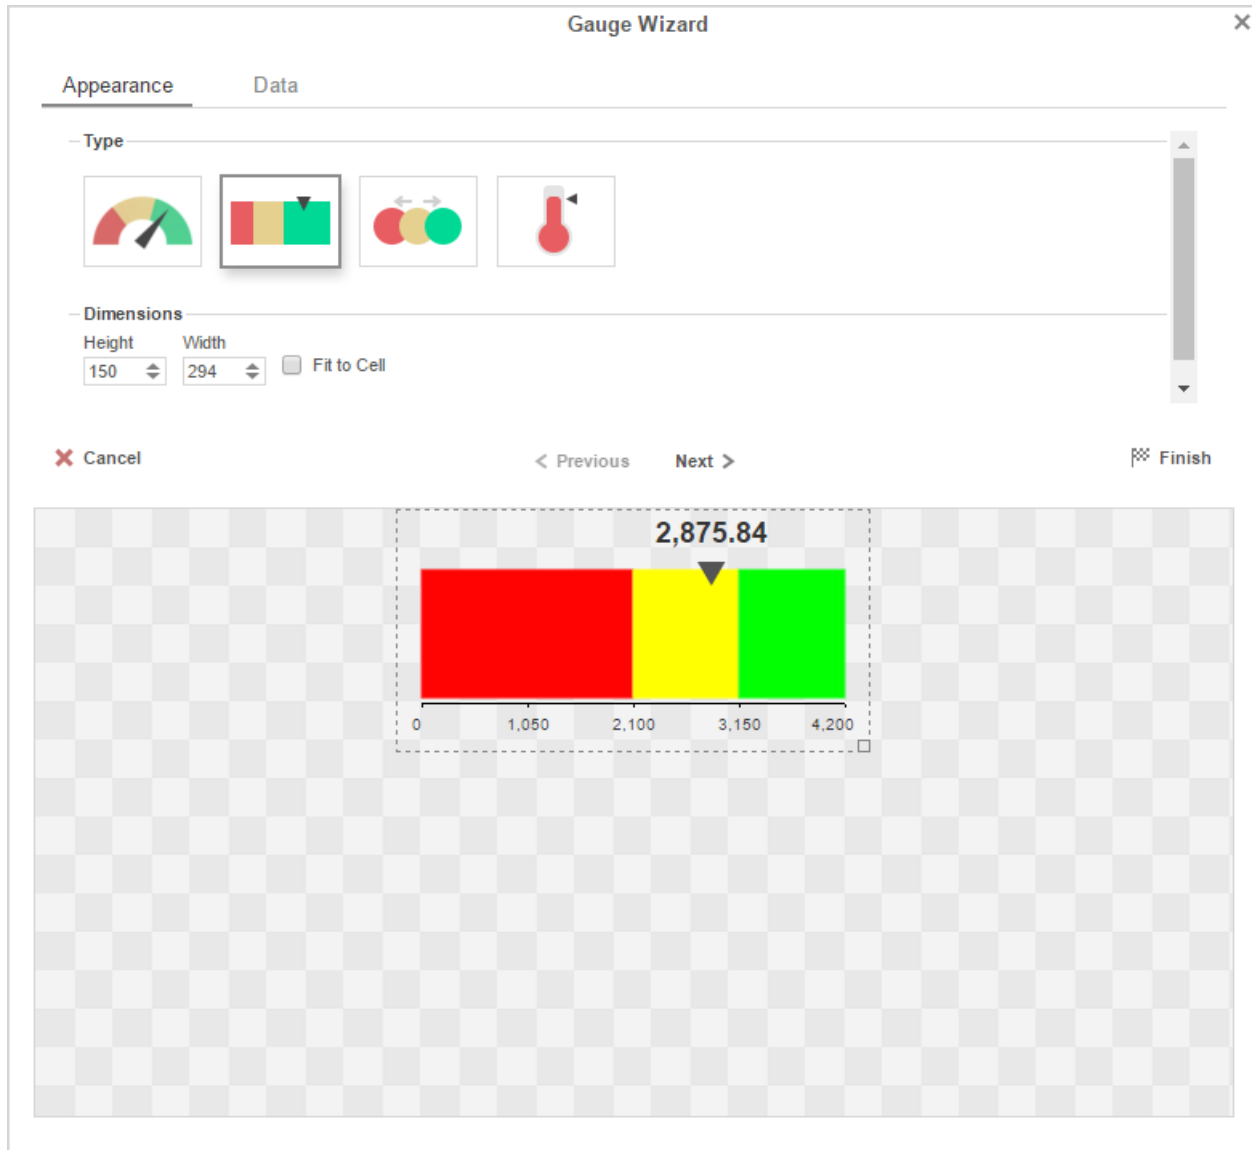 Gauge Wizard
Appearance Data
Type
Dimensions
Height Width
150 294 Fit to Cell
Cancel < Previous Next > Finish
2,875.84
0 1,050 2,100 3,150 4,200